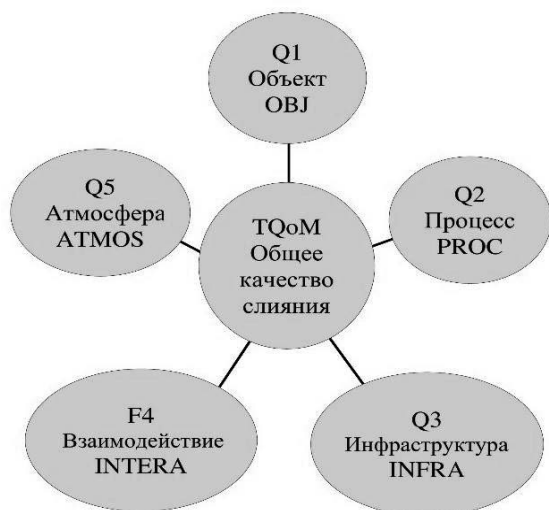 Q1
Объект
OBJ
Q5
Атмосфера
ATMOS
TQoM
Общее
качество
слияния
Q2
Процесс
PROC
F4
Взаимодействие
INTERA
Q3
Инфраструктура
INFRA